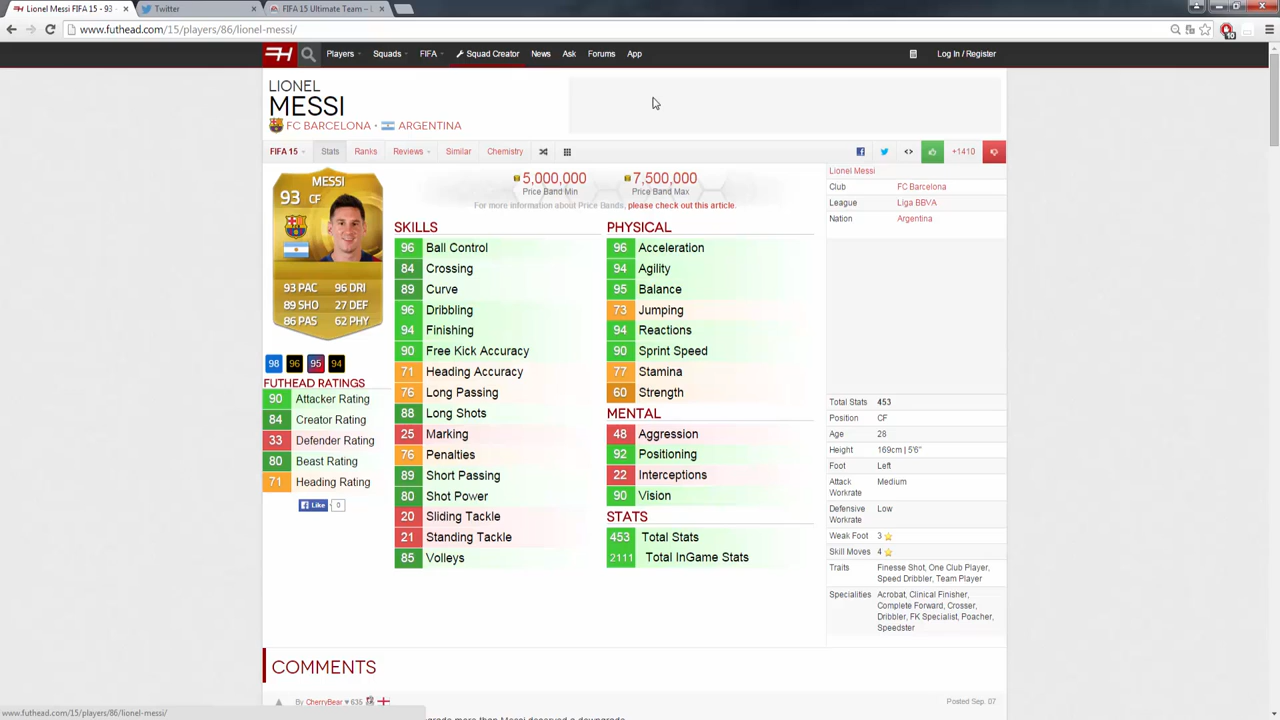 Lionel Messi FIFA 15 - 93
Twitter
FIFA 15 Ultimate Team – L
www.futhead.com/15/players/86/lionel-messi/
Players
Squads
FIFA
Squad Creator
News
Ask
Forums
App
Log In / Register
LIONEL
MESSI
FC BARCELONA • ARGENTINA
FIFA 15
Stats
Ranks
Reviews
Similar
Chemistry
+1410
MESSI
93 CF
93 PAC 96 DRI
89 SHO 27 DEF
86 PAS 62 PHY
98 96 95 94
FUTHEAD RATINGS
90 Attacker Rating
84 Creator Rating
33 Defender Rating
80 Beast Rating
71 Heading Rating
Like 0
5,000,000
Price Band Min
7,500,000
Price Band Max
For more information about Price Bands, please check out this article.
SKILLS
96 Ball Control
84 Crossing
89 Curve
96 Dribbling
94 Finishing
90 Free Kick Accuracy
71 Heading Accuracy
76 Long Passing
88 Long Shots
25 Marking
76 Penalties
89 Short Passing
80 Shot Power
20 Sliding Tackle
21 Standing Tackle
85 Volleys
PHYSICAL
96 Acceleration
94 Agility
95 Balance
73 Jumping
94 Reactions
90 Sprint Speed
77 Stamina
60 Strength
MENTAL
48 Aggression
92 Positioning
22 Interceptions
90 Vision
STATS
453 Total Stats
2111 Total InGame Stats
Lionel Messi
Club FC Barcelona
League Liga BBVA
Nation Argentina
Total Stats 453
Position CF
Age 28
Height 169cm | 5'6"
Foot Left
Attack Workrate Medium
Defensive Workrate Low
Weak Foot 3
Skill Moves 4
Traits Finesse Shot, One Club Player,
Speed Dribbler, Team Player
Specialities Acrobat, Clinical Finisher,
Complete Forward, Crosser,
Dribbler, FK Specialist, Poacher,
Speedster
COMMENTS
By CherryBear ♥ 635
Posted Sep. 07
www.futhead.com/15/players/86/lionel-messi/
more than Messi deserved a downgrade